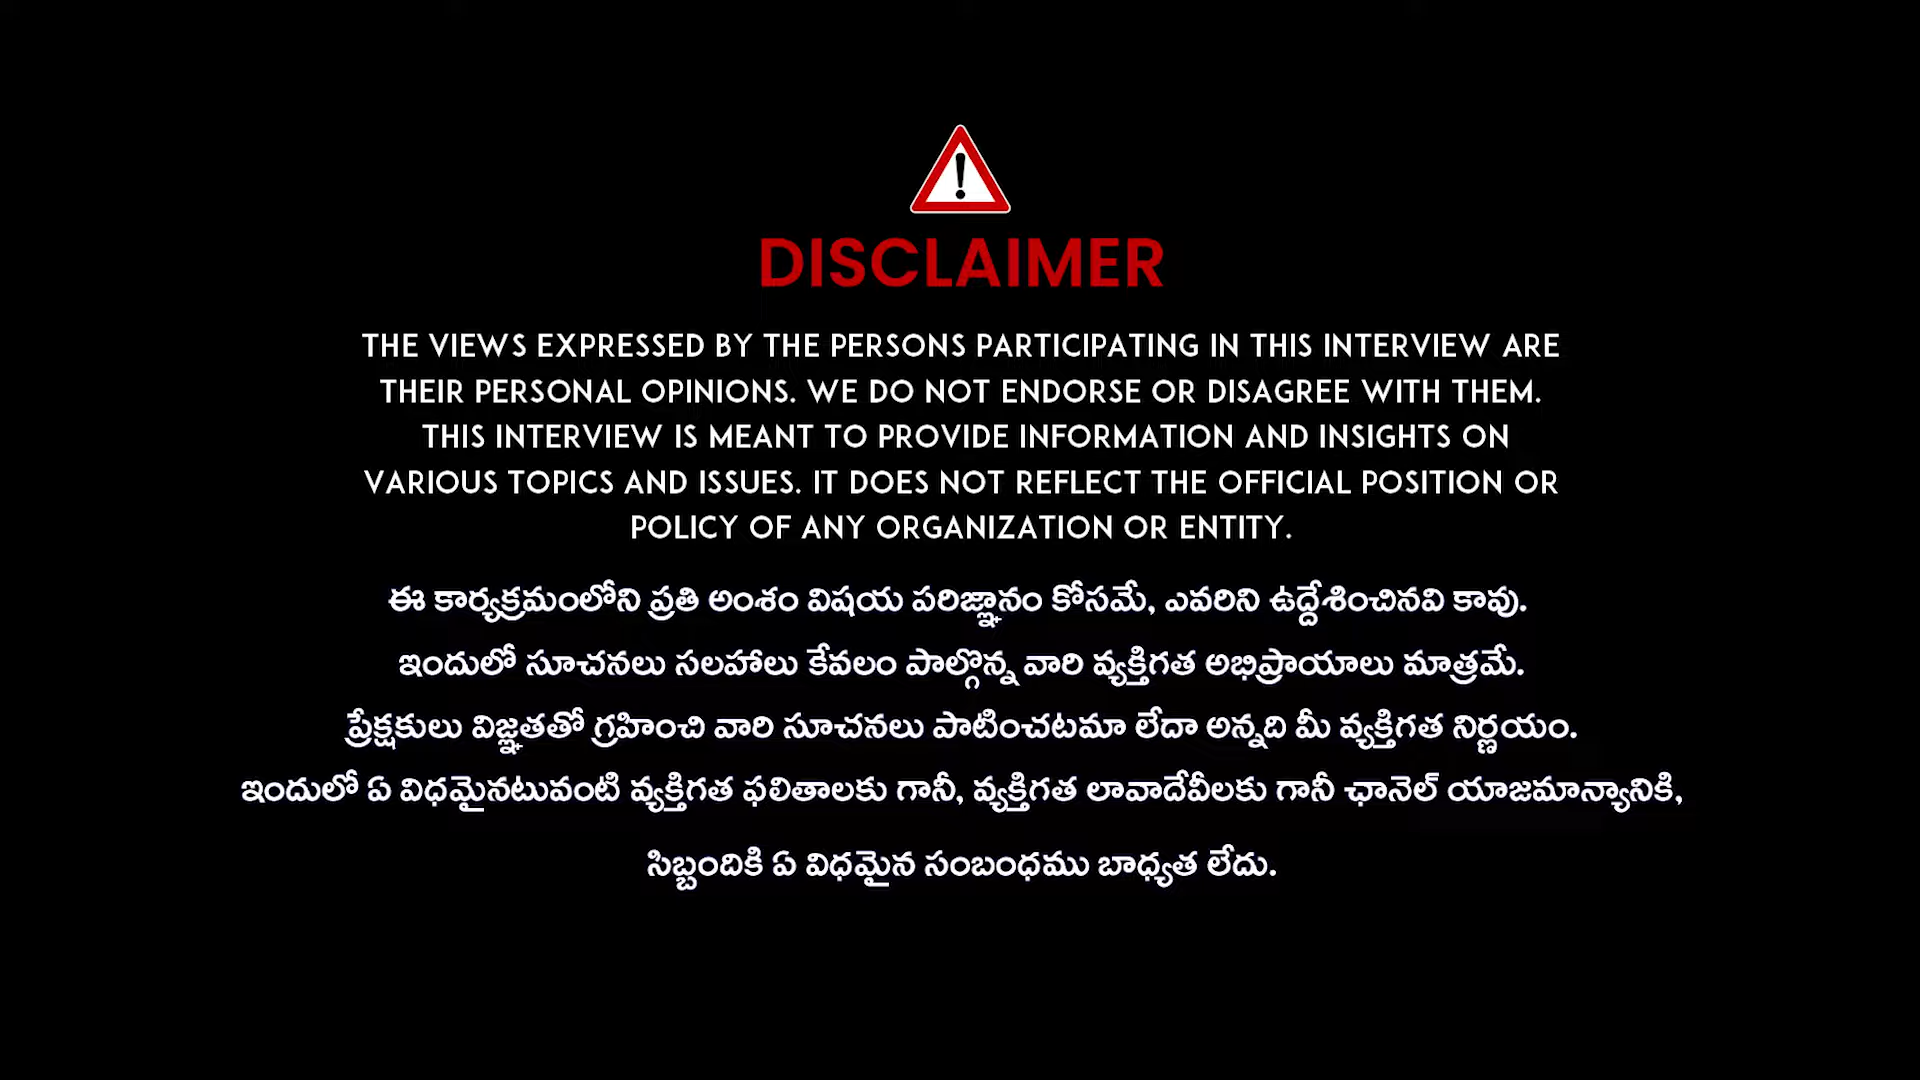 DISCLAIMER
THE VIEWS EXPRESSED BY THE PERSONS PARTICIPATING IN THIS INTERVIEW ARE
THEIR PERSONAL OPINIONS. WE DO NOT ENDORSE OR DISAGREE WITH THEM.
THIS INTERVIEW IS MEANT TO PROVIDE INFORMATION AND INSIGHTS ON
VARIOUS TOPICS AND ISSUES. IT DOES NOT REFLECT THE OFFICIAL POSITION OR
POLICY OF ANY ORGANIZATION OR ENTITY.
ఈ కార్యక్రమంలోని ప్రతి అంశం విషయ పరిజ్ఞానం కోసమే, ఎవరిని ఉద్దేశించినవి కావు.
ఇందులో సూచనలు సలహాలు కేవలం పాల్గొన్న వారి వ్యక్తిగత అభిప్రాయాలు మాత్రమే.
ప్రేక్షకులు విజ్ఞతతో గ్రహించి వారి సూచనలు పాటించటమా లేదా అన్నది మీ వ్యక్తిగత నిర్ణయం.
ఇందులో ఏ విధమైనటువంటి వ్యక్తిగత ఫలితాలకు గానీ, వ్యక్తిగత లావాదేవీలకు గానీ ఛానెల్ యాజమాన్యానికి,
సిబ్బందికి ఏ విధమైన సంబంధము బాధ్యత లేదు.